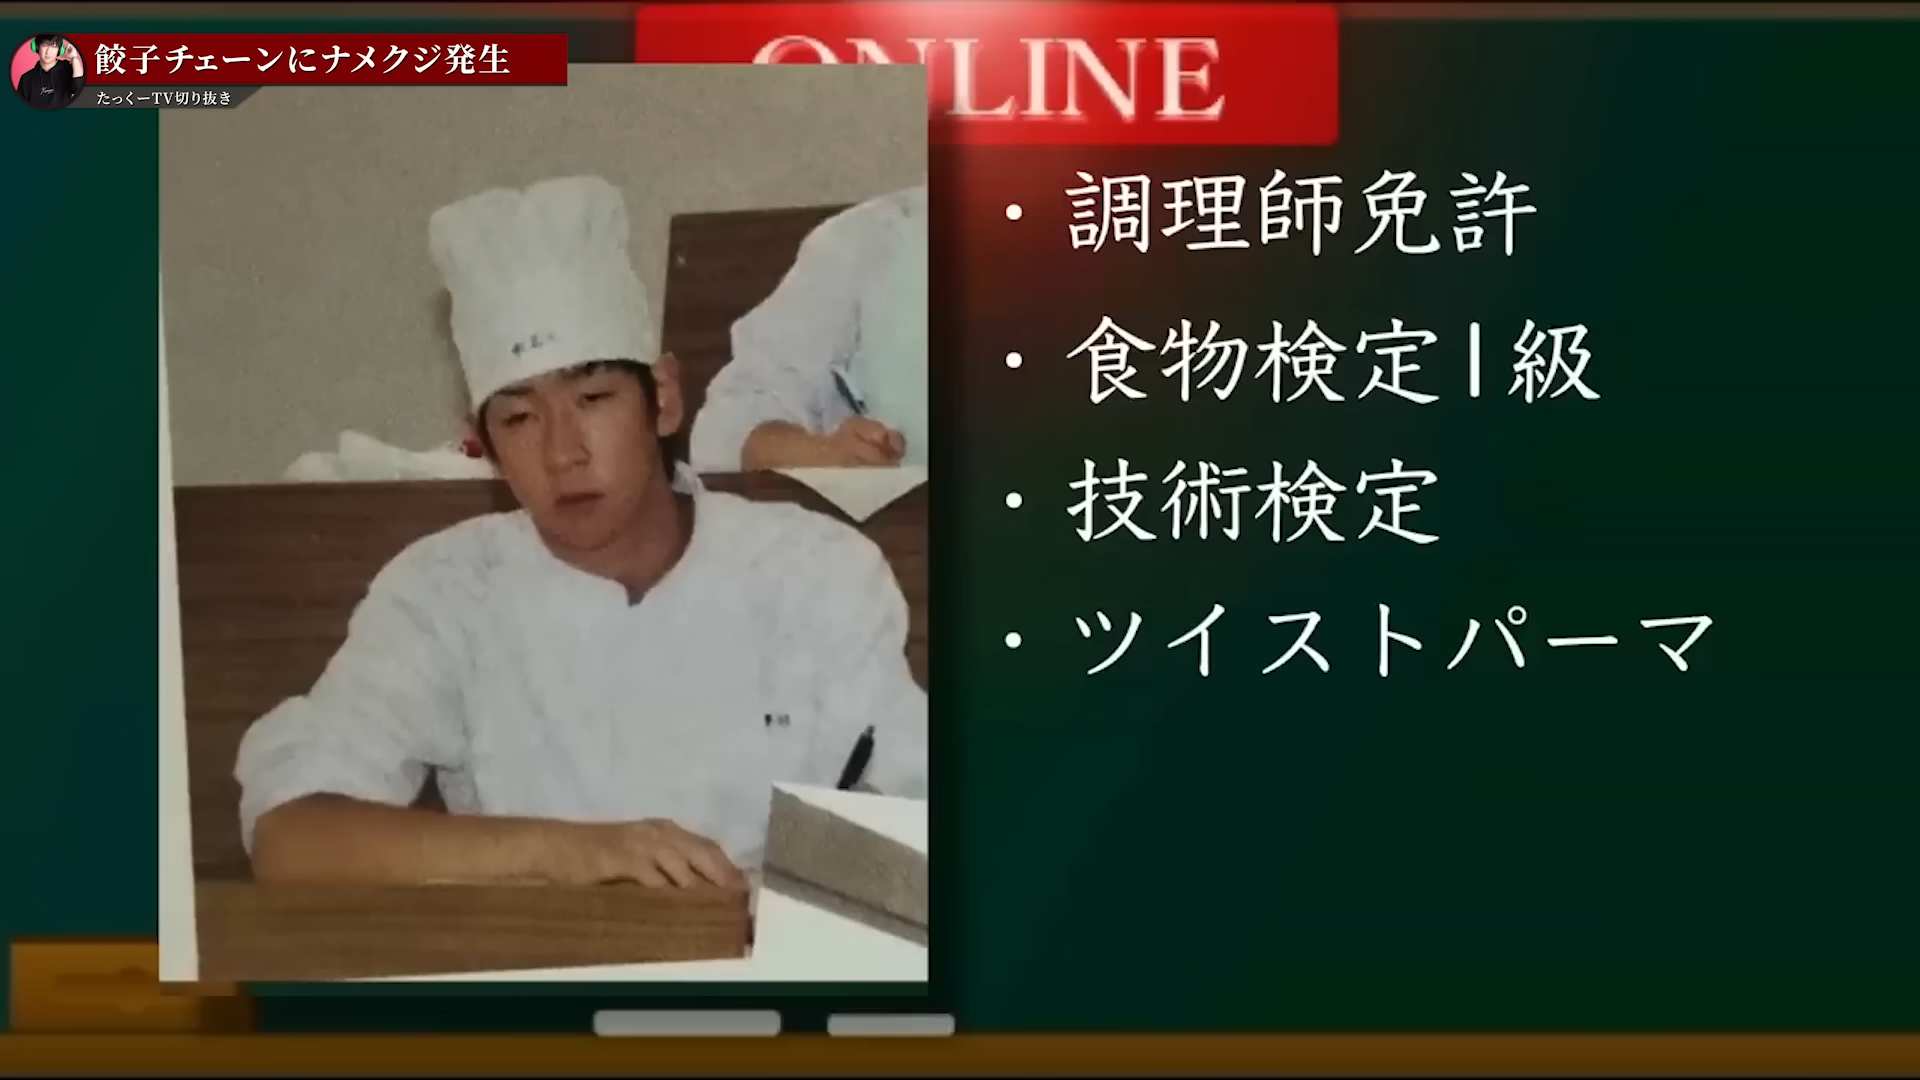 餃子チェーンにナメクジ発生
たっくーTV切り抜き
ONLINE
・調理師免許
・食物検定1級
・技術検定
・ツイストパーマ